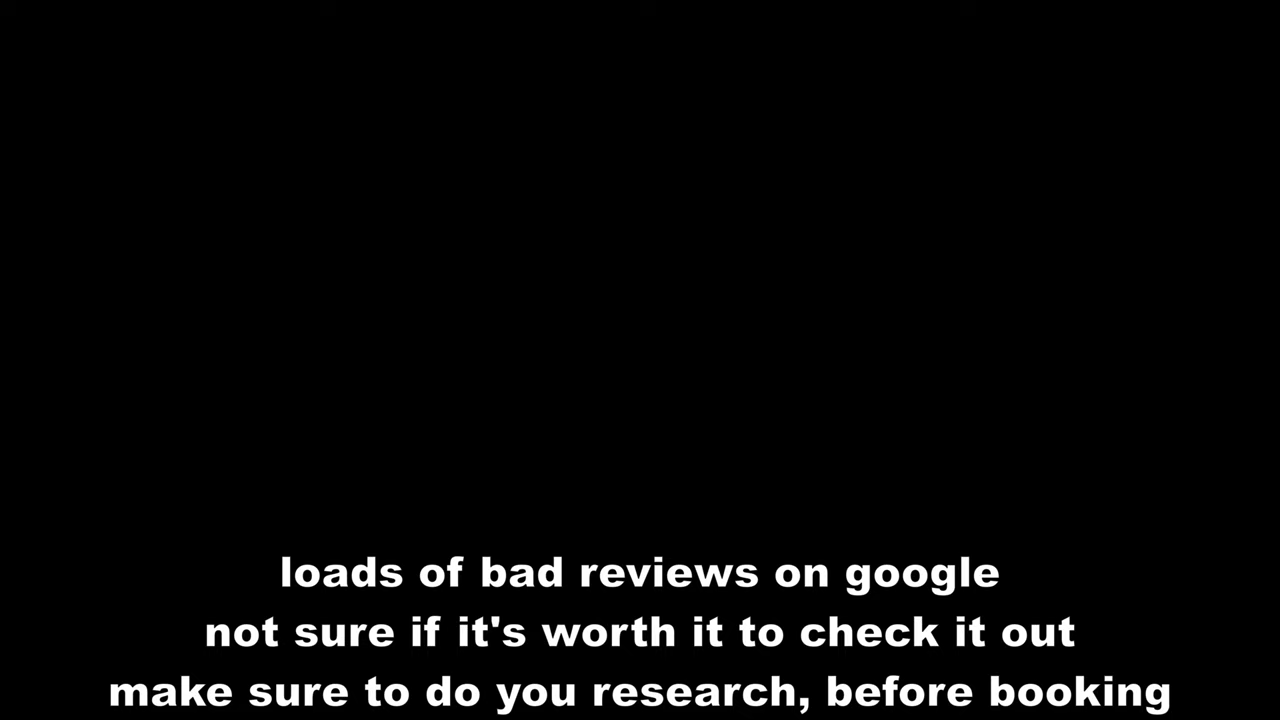 loads of bad reviews on google
not sure if it's worth it to check it out
make sure to do you research, before booking